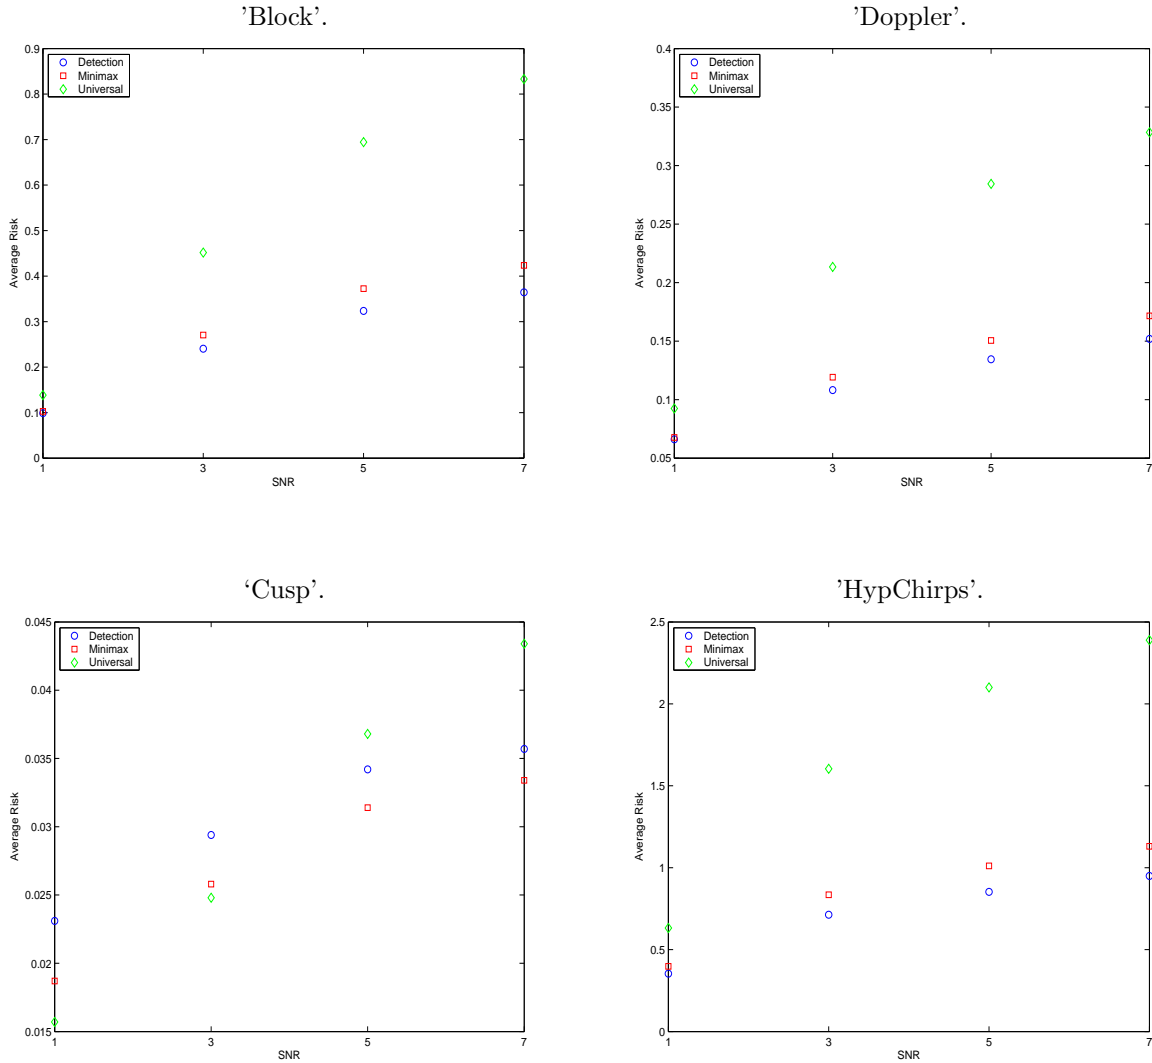 'Block'.
0.9
0.8
0.7
0.6
0.5
0.4
0.3
0.2
0.1
0
Average Risk
Detection
Minimax
Universal
1 3 5 7
SNR
'Doppler'.
0.4
0.35
0.3
0.25
0.2
0.15
0.1
0.05
Average Risk
Detection
Minimax
Universal
1 3 5 7
SNR
‘Cusp’.
0.045
0.04
0.035
0.03
0.025
0.02
0.015
Average Risk
Detection
Minimax
Universal
1 3 5 7
SNR
'HypChirps'.
2.5
2
1.5
1
0.5
0
Average Risk
Detection
Minimax
Universal
1 3 5 7
SNR